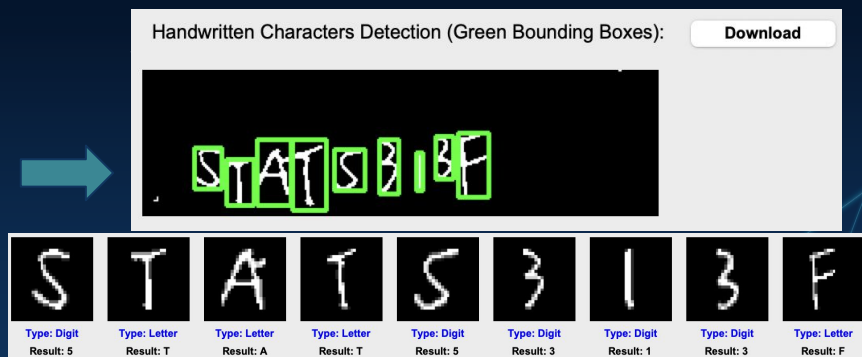 Handwritten Characters Detection (Green Bounding Boxes): Download
STATS313F
S T A T S 3 1 3 F
Type: Digit Type: Letter Type: Letter Type: Letter Type: Digit Type: Digit Type: Digit Type: Digit Type: Letter
Result: 5 Result: T Result: A Result: T Result: 5 Result: 3 Result: 1 Result: 3 Result: F